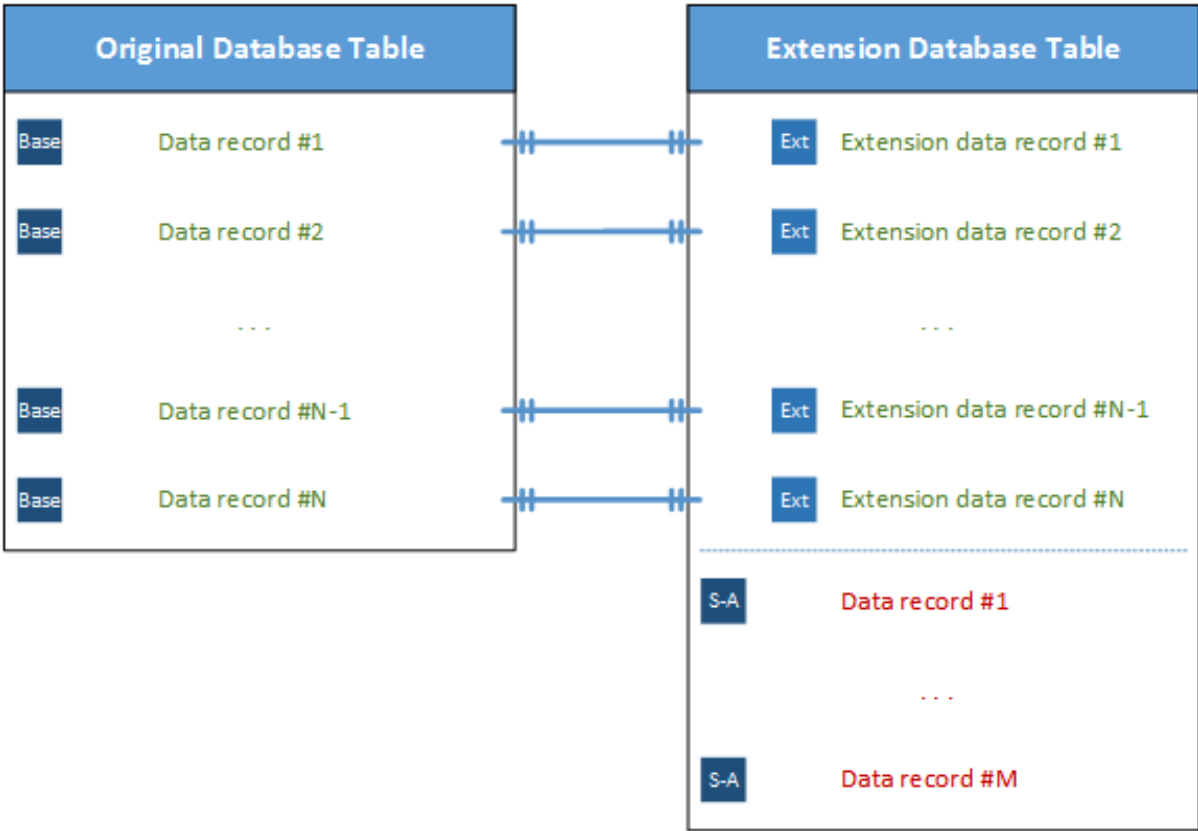 Original Database Table
Extension Database Table
Base Data record #1
Ext Extension data record #1
Base Data record #2
Ext Extension data record #2
. . .
. . .
Base Data record #N-1
Ext Extension data record #N-1
Base Data record #N
Ext Extension data record #N
S-A Data record #1
. . .
S-A Data record #M